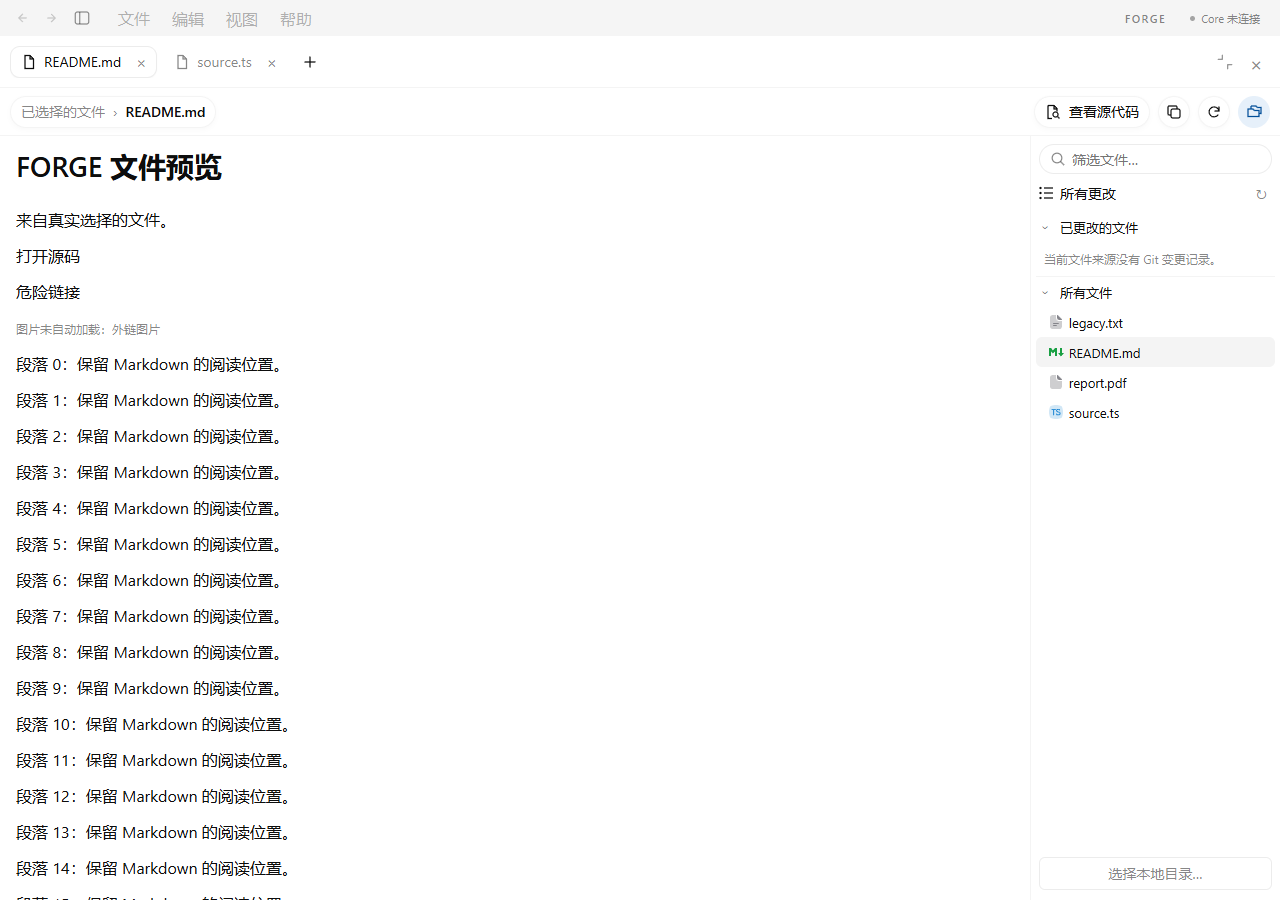 文件 编辑 视图 帮助 FORGE Core 未连接
README.md × source.ts × +
已选择的文件 › README.md 查看源代码
FORGE 文件预览
来自真实选择的文件。
打开源码
危险链接
图片未自动加载：外链图片
段落 0：保留 Markdown 的阅读位置。
段落 1：保留 Markdown 的阅读位置。
段落 2：保留 Markdown 的阅读位置。
段落 3：保留 Markdown 的阅读位置。
段落 4：保留 Markdown 的阅读位置。
段落 5：保留 Markdown 的阅读位置。
段落 6：保留 Markdown 的阅读位置。
段落 7：保留 Markdown 的阅读位置。
段落 8：保留 Markdown 的阅读位置。
段落 9：保留 Markdown 的阅读位置。
段落 10：保留 Markdown 的阅读位置。
段落 11：保留 Markdown 的阅读位置。
段落 12：保留 Markdown 的阅读位置。
段落 13：保留 Markdown 的阅读位置。
段落 14：保留 Markdown 的阅读位置。
筛选文件...
所有更改
已更改的文件
当前文件来源没有 Git 变更记录。
所有文件
legacy.txt
M↓ README.md
report.pdf
TS source.ts
选择本地目录...